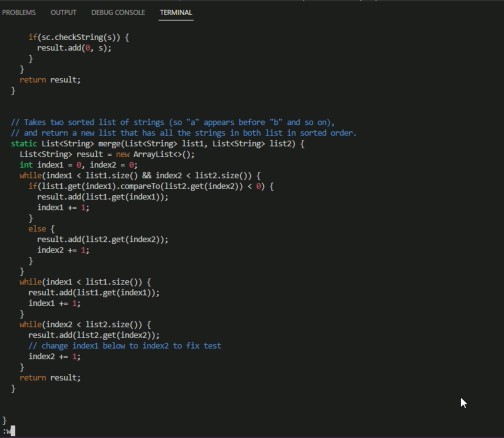 PROBLEMS OUTPUT DEBUG CONSOLE TERMINAL
if(sc.checkString(s)) {
result.add(0, s);
}
}
return result;
}
// Takes two sorted list of strings (so "a" appears before "b" and so on),
// and return a new list that has all the strings in both list in sorted order.
static List<String> merge(List<String> list1, List<String> list2) {
List<String> result = new ArrayList<>();
int index1 = 0, index2 = 0;
while(index1 < list1.size() && index2 < list2.size()) {
if(list1.get(index1).compareTo(list2.get(index2)) < 0) {
result.add(list1.get(index1));
index1 += 1;
}
else {
result.add(list2.get(index2));
index2 += 1;
}
}
while(index1 < list1.size()) {
result.add(list1.get(index1));
index1 += 1;
}
while(index2 < list2.size()) {
result.add(list2.get(index2));
// change index1 below to index2 to fix test
index2 += 1;
}
return result;
}
}
:w